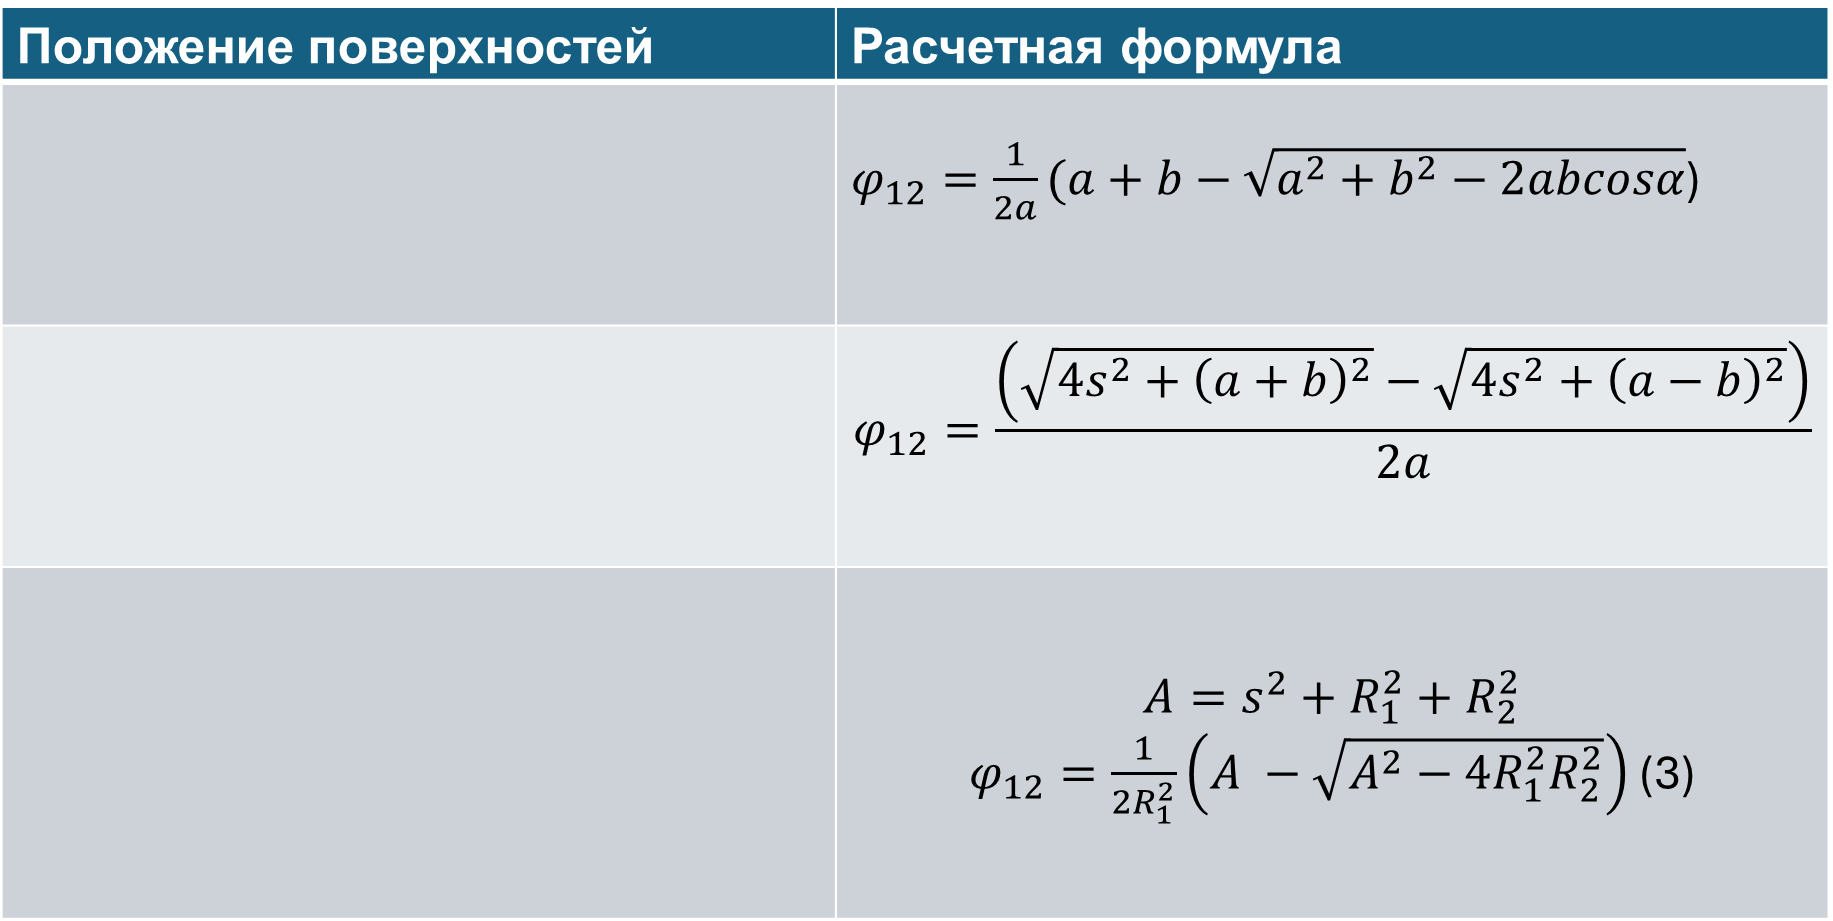 Положение поверхностей Расчетная формула
φ₁₂ = 1/2a (a + b − √(a² + b² − 2abcosα))
φ₁₂ = (√(4s² + (a + b)²) − √(4s² + (a − b)²)) / 2a
A = s² + R₁² + R₂²
φ₁₂ = 1/2R₁² (A − √(A² − 4R₁²R₂²)) (3)